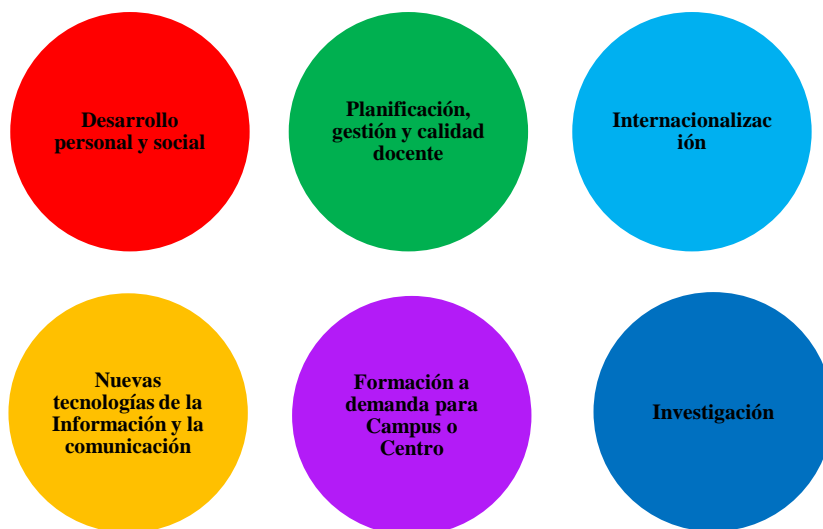 Desarrollo
personal y social
Planificación,
gestión y calidad
docente
Internacionalizac
ión
Nuevas
tecnologías de la
Información y la
comunicación
Formación a
demanda para
Campus o
Centro
Investigación